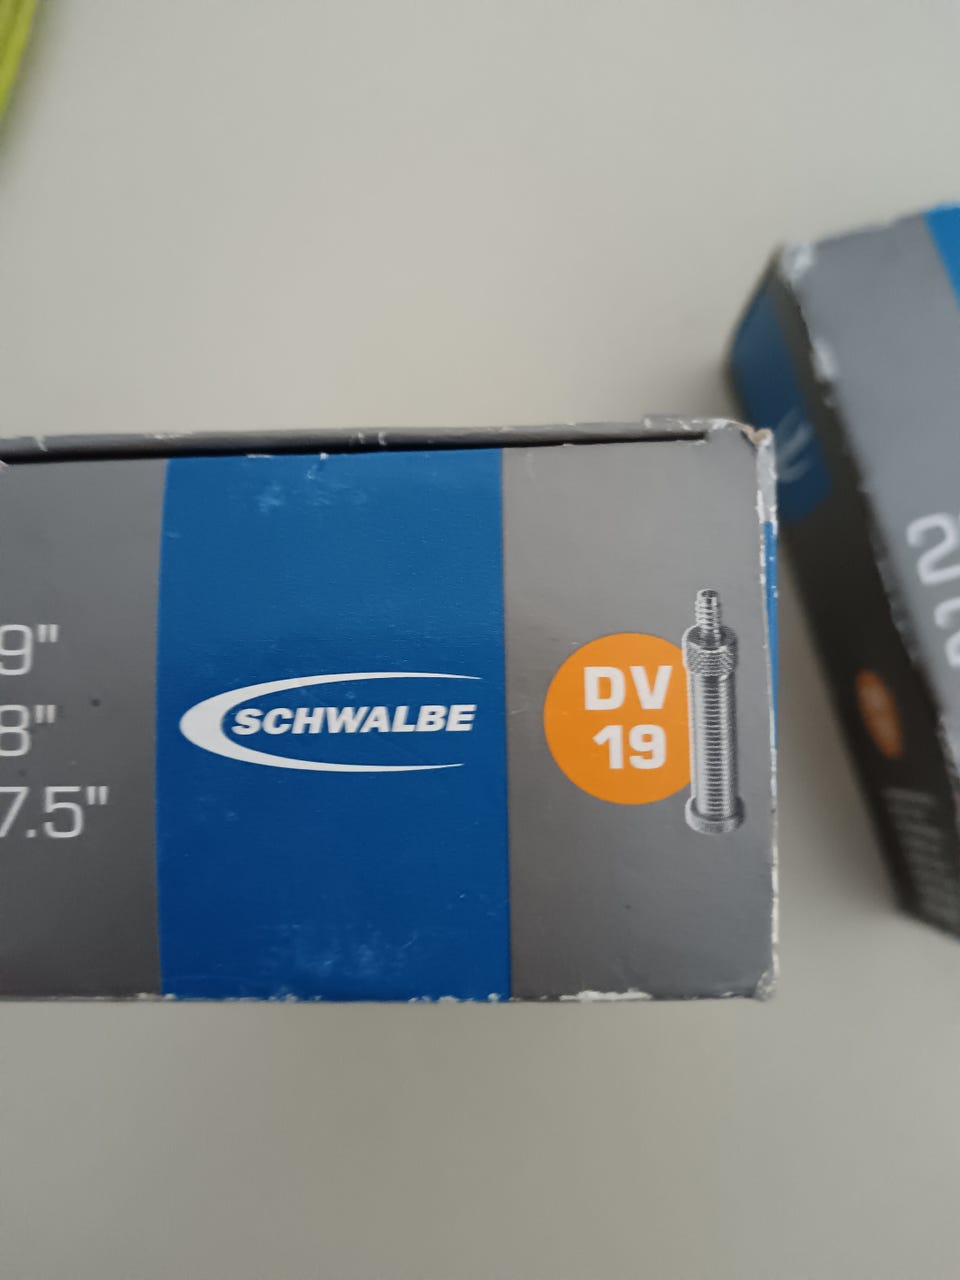 9"
8"
7.5"
SCHWALBE
DV
19